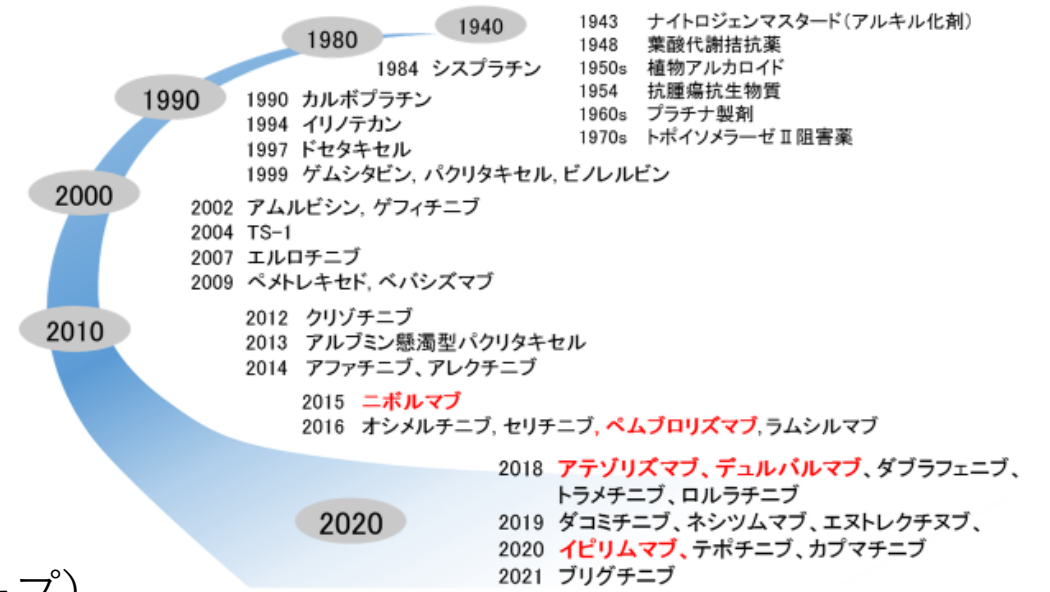 1940
1943 ナイトロジェンマスタード(アルキル化剤)
1948 葉酸代謝拮抗薬
1950s 植物アルカロイド
1954 抗腫瘍抗生物質
1960s プラチナ製剤
1970s トポイソメラーゼⅡ阻害薬
1980
1984 シスプラチン
1990
1990 カルボプラチン
1994 イリノテカン
1997 ドセタキセル
1999 ゲムシタビン, パクリタキセル, ビノレルビン
2000
2002 アムルビシン, ゲフィチニブ
2004 TS-1
2007 エルロチニブ
2009 ペメトレキセド, ベバシズマブ
2010
2012 クリゾチニブ
2013 アルブミン懸濁型パクリタキセル
2014 アファチニブ、アレクチニブ
2015 ニボルマブ
2016 オシメルチニブ, セリチニブ, ペムブロリズマブ,ラムシルマブ
2018 アテゾリズマブ、デュルバルマブ、ダブラフェニブ、
トラメチニブ、ロルラチニブ
2020
2019 ダコミチニブ、ネシツムマブ、エヌトレクチヌブ、
2020 イピリムマブ、テポチニブ、カプマチニブ
2021 ブリグチニブ